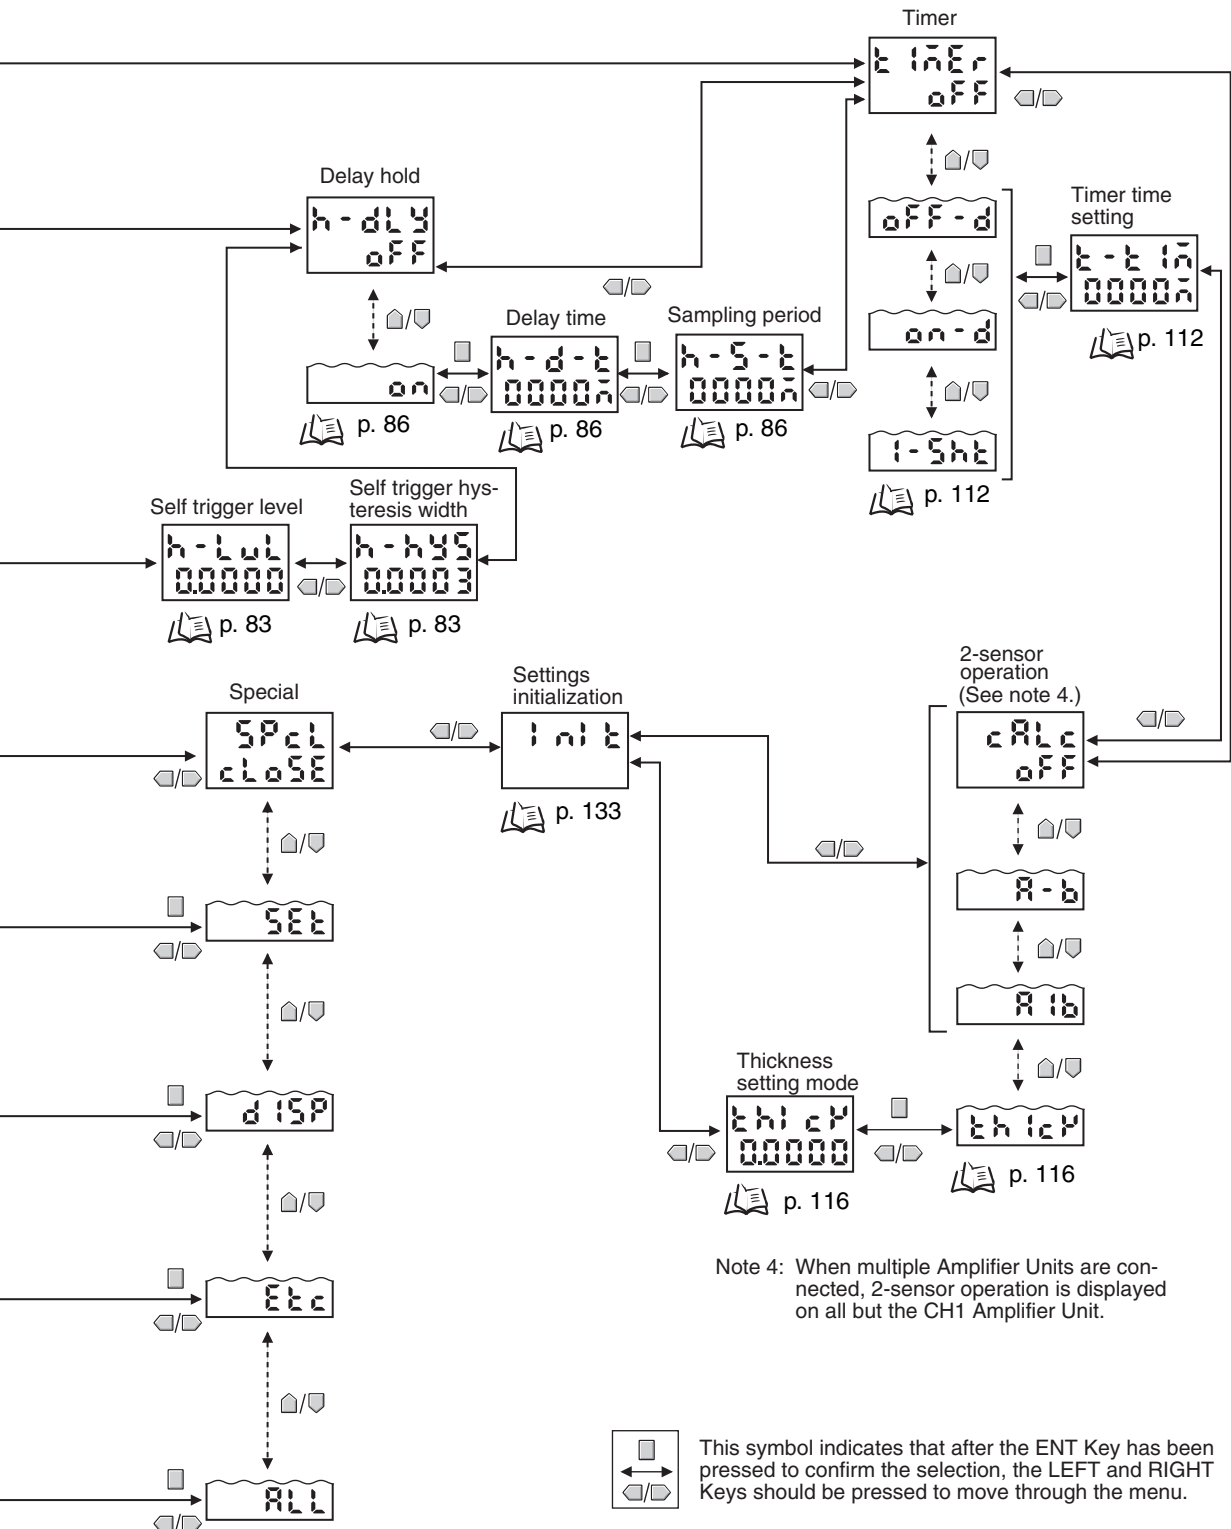 Timer
tImEr
oFF
Delay hold
h-dLY
oFF
oFF-d
Timer time
setting
t-tIm
0000m
p. 112
on-d
Delay time
h-d-t
0000m
p. 86
Sampling period
h-S-t
0000m
p. 86
on
p. 86
1-Sht
p. 112
Self trigger level
h-LvL
0.0000
p. 83
Self trigger hys-
teresis width
h-hYS
0.0003
p. 83
Special
SPcL
cLoSE
Settings
initialization
InIt
p. 133
2-sensor
operation
(See note 4.)
cALc
oFF
A-b
A1b
SEt
dISP
Thickness
setting mode
thIcK
0.0000
p. 116
thIcK
p. 116
Etc
ALL
Note 4: When multiple Amplifier Units are con-
nected, 2-sensor operation is displayed
on all but the CH1 Amplifier Unit.
This symbol indicates that after the ENT Key has been
pressed to confirm the selection, the LEFT and RIGHT
Keys should be pressed to move through the menu.